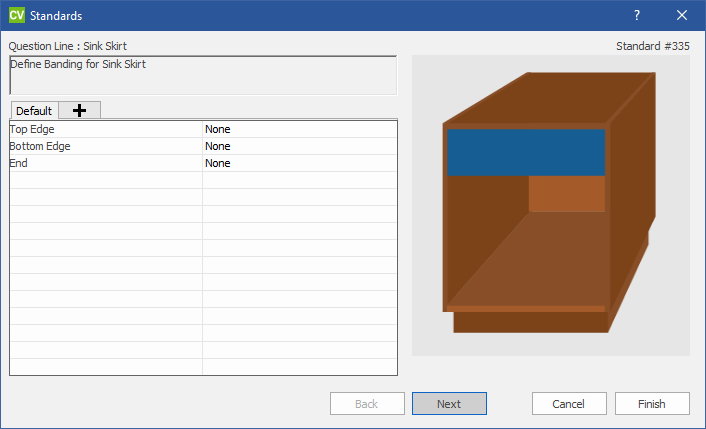 CV Standards ?
Question Line : Sink Skirt Standard #335
Define Banding for Sink Skirt
Default
Top Edge None
Bottom Edge None
End None
Back Next Cancel Finish